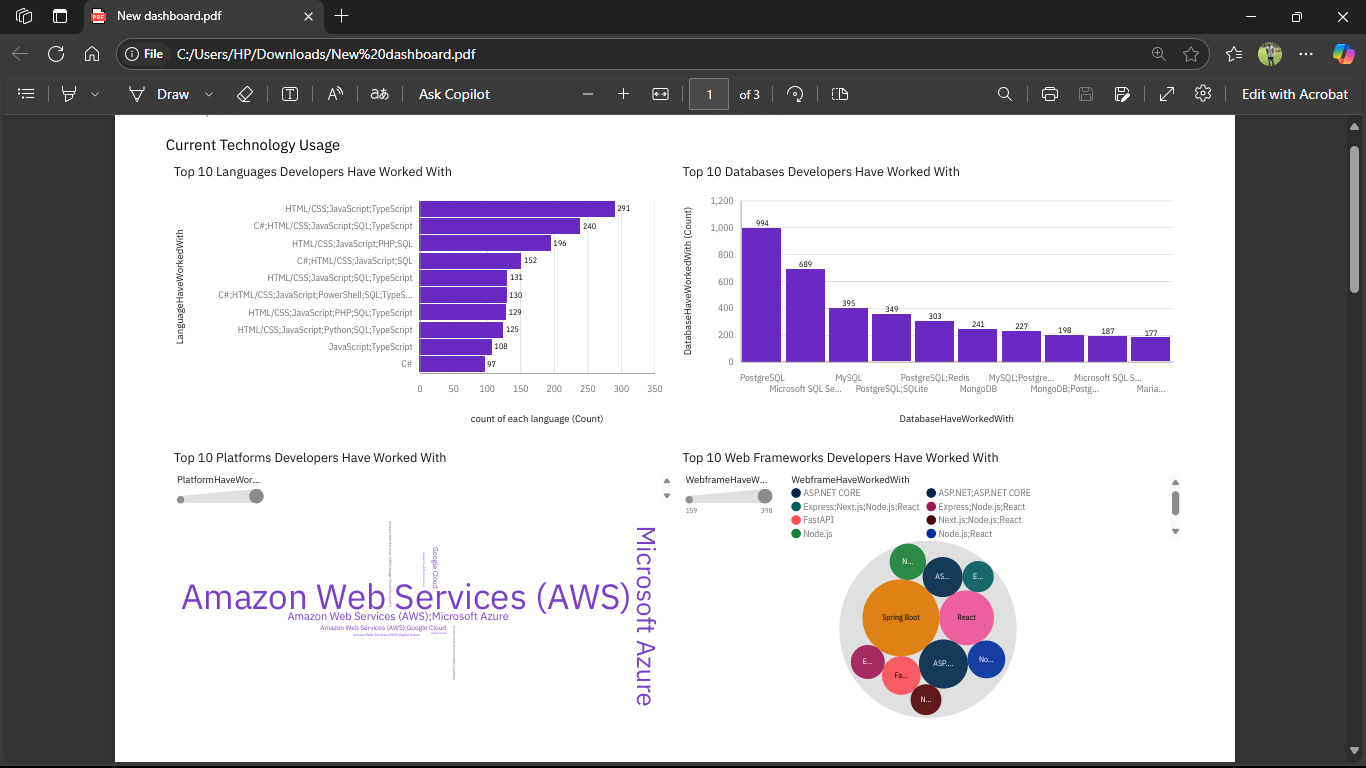 New dashboard.pdf
File C:/Users/HP/Downloads/New%20dashboard.pdf
Draw
Ask Copilot
1 of 3
Edit with Acrobat
Current Technology Usage
Top 10 Languages Developers Have Worked With
LanguageHaveWorkedWith
HTML/CSS;JavaScript;TypeScript 291
C#;HTML/CSS;JavaScript;SQL;TypeScript 240
HTML/CSS;JavaScript;PHP;SQL 196
C#;HTML/CSS;JavaScript;SQL 152
HTML/CSS;JavaScript;SQL;TypeScript 131
C#;HTML/CSS;JavaScript;PowerShell;SQL;TypeS... 130
HTML/CSS;JavaScript;PHP;SQL;TypeScript 129
HTML/CSS;JavaScript;Python;SQL;TypeScript 125
JavaScript;TypeScript 108
C# 97
0 50 100 150 200 250 300 350
count of each language (Count)
Top 10 Databases Developers Have Worked With
DatabaseHaveWorkedWith (Count)
1,200
1,000
800
600
400
200
0
994 689 395 349 303 241 227 198 187 177
PostgreSQL MySQL PostgreSQL;Redis MySQL;Postgre... Microsoft SQL S...
Microsoft SQL Se... PostgreSQL;SQLite MongoDB MongoDB;Postg... Maria...
DatabaseHaveWorkedWith
Top 10 Platforms Developers Have Worked With
PlatformHaveWor...
Google Cloud
Amazon Web Services (AWS)
Amazon Web Services (AWS);Microsoft Azure
Amazon Web Services (AWS);Google Cloud
Microsoft Azure
Top 10 Web Frameworks Developers Have Worked With
WebframeHaveW...
159 398
WebframeHaveWorkedWith
ASP.NET CORE ASP.NET;ASP.NET CORE
Express;Next.js;Node.js;React Express;Node.js;React
FastAPI Next.js;Node.js;React
Node.js Node.js;React
N...
AS... E...
Spring Boot React
E... ASP.... No...
Fa...
N...